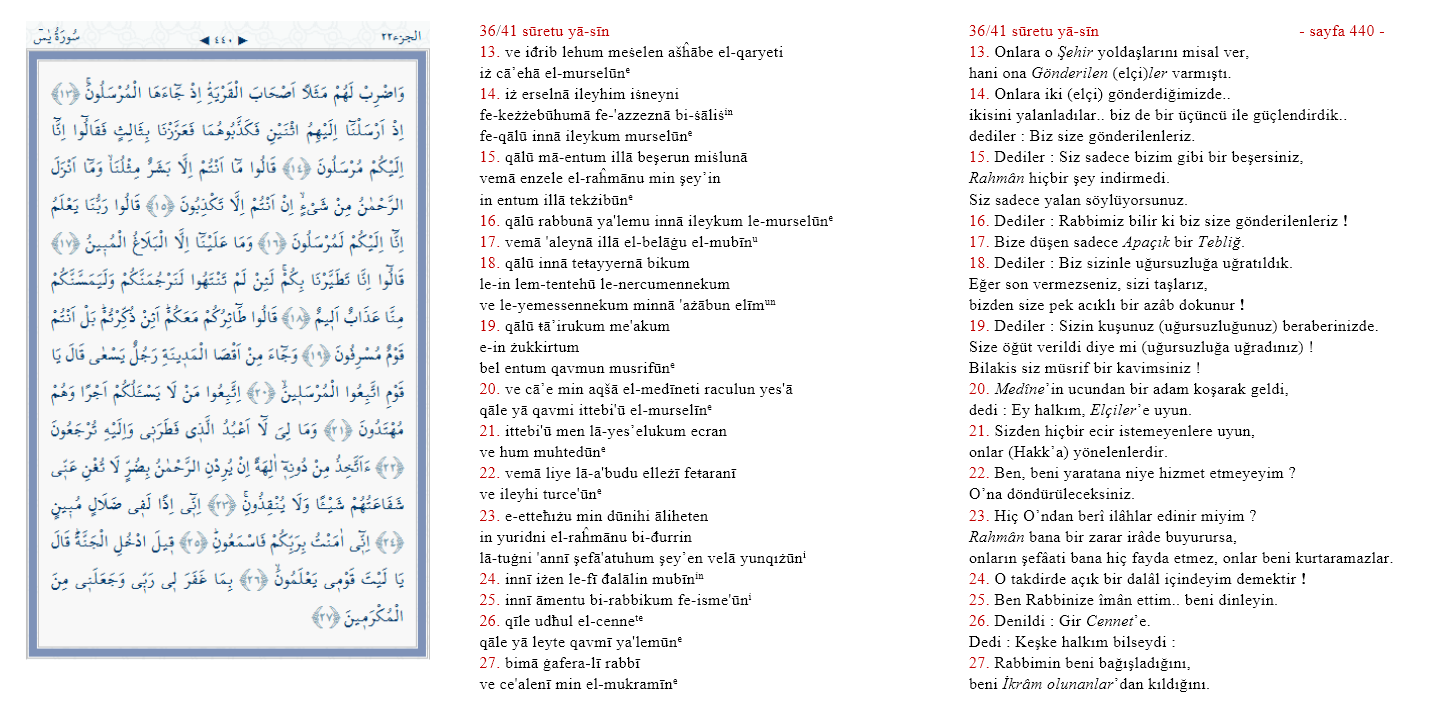 سُورَةُ يٰسٓ
◄ ٤٤٠ ►
الجزء٢٢
وَاضْرِبْ لَهُمْ مَثَلًا اَصْحَابَ الْقَرْيَةِۢ اِذْ جَٓاءَهَا الْمُرْسَلُونَۚ ﴿١٣﴾
اِذْ اَرْسَلْنَٓا اِلَيْهِمُ اثْنَيْنِ فَكَذَّبُوهُمَا فَعَزَّزْنَا بِثَالِثٍ فَقَالُٓوا اِنَّٓا
اِلَيْكُمْ مُرْسَلُونَ ﴿١٤﴾ قَالُوا مَٓا اَنْتُمْ اِلَّا بَشَرٌ مِثْلُنَاۙ وَمَٓا اَنْزَلَ
الرَّحْمٰنُ مِنْ شَيْءٍۙ اِنْ اَنْتُمْ اِلَّا تَكْذِبُونَ ﴿١٥﴾ قَالُوا رَبُّنَا يَعْلَمُ
اِنَّٓا اِلَيْكُمْ لَمُرْسَلُونَ ﴿١٦﴾ وَمَا عَلَيْنَٓا اِلَّا الْبَلَاغُ الْمُب۪ينُ ﴿١٧﴾
قَالُٓوا اِنَّا تَطَيَّرْنَا بِكُمْۚ لَئِنْ لَمْ تَنْتَهُوا لَنَرْجُمَنَّكُمْ وَلَيَمَسَّنَّكُمْ
مِنَّا عَذَابٌ اَل۪يمٌ ﴿١٨﴾ قَالُوا طَٓائِرُكُمْ مَعَكُمْۜ اَئِنْ ذُكِّرْتُمْۜ بَلْ اَنْتُمْ
قَوْمٌ مُسْرِفُونَ ﴿١٩﴾ وَجَٓاءَ مِنْ اَقْصَا الْمَد۪ينَةِ رَجُلٌ يَسْعٰى قَالَ يَا
قَوْمِ اتَّبِعُوا الْمُرْسَل۪ينَۙ ﴿٢٠﴾ اِتَّبِعُوا مَنْ لَا يَسْـَٔلُكُمْ اَجْرًا وَهُمْ
مُهْتَدُونَ ﴿٢١﴾ وَمَا لِيَ لَٓا اَعْبُدُ الَّذ۪ي فَطَرَن۪ي وَاِلَيْهِ تُرْجَعُونَ
﴿٢٢﴾ ءَاَتَّخِذُ مِنْ دُونِه۪ٓ اٰلِهَةً اِنْ يُرِدْنِ الرَّحْمٰنُ بِضُرٍّ لَا تُغْنِ عَنّ۪ي
شَفَاعَتُهُمْ شَيْـًٔا وَلَا يُنْقِذُونِۚ ﴿٢٣﴾ اِنّ۪ٓي اِذًا لَف۪ي ضَلَالٍ مُب۪ينٍ
﴿٢٤﴾ اِنّ۪ٓي اٰمَنْتُ بِرَبِّكُمْ فَاسْمَعُونِۜ ﴿٢٥﴾ ق۪يلَ ادْخُلِ الْجَنَّةَۜ قَالَ
يَا لَيْتَ قَوْم۪ي يَعْلَمُونَۙ ﴿٢٦﴾ بِمَا غَفَرَ ل۪ي رَبّ۪ي وَجَعَلَن۪ي مِنَ
الْمُكْرَم۪ينَ ﴿٢٧﴾
36/41 sūretu yā-sīn
13. ve iđrib lehum meśelen ašĥābe el-qaryeti
iż cā’ehā el-murselūnᵉ
14. iż erselnā ileyhim iśneyni
fe-keżżebūhumā fe-'azzeznā bi-śāliśⁱⁿ
fe-qālū innā ileykum murselūnᵉ
15. qālū mā-entum illā beşerun miślunā
vemā enzele el-raĥmānu min şey’in
in entum illā tekżibūnᵉ
16. qālū rabbunā ya'lemu innā ileykum le-murselūnᵉ
17. vemā 'aleynā illā el-belāġu el-mubīnᵘ
18. qālū innā teŧayyernā bikum
le-in lem-tentehū le-nercumennekum
ve le-yemessennekum minnā 'ażābun elīmᵘⁿ
19. qālū ŧā’irukum me'akum
e-in żukkirtum
bel entum qavmun musrifūnᵉ
20. ve cā’e min aqšā el-medīneti raculun yes'ā
qāle yā qavmi ittebi'ū el-murselīnᵉ
21. ittebi'ū men lā-yes’elukum ecran
ve hum muhtedūnᵉ
22. vemā liye lā-a'budu elleżī feŧaranī
ve ileyhi turce'ūnᵉ
23. e-etteħıżu min dūnihi āliheten
in yuridni el-raĥmānu bi-đurrin
lā-tuġni 'annī şefā'atuhum şey’en velā yunqıżūnⁱ
24. innī iżen le-fī đalālin mubīnⁱⁿ
25. innī āmentu bi-rabbikum fe-isme'ūnⁱ
26. qīle udħul el-cenneᵗᵉ
qāle yā leyte qavmī ya'lemūnᵉ
27. bimā ġafera-lī rabbī
ve ce'alenī min el-mukramīnᵉ
36/41 sūretu yā-sīn - sayfa 440 -
13. Onlara o Şehir yoldaşlarını misal ver,
hani ona Gönderilen (elçi)ler varmıştı.
14. Onlara iki (elçi) gönderdiğimizde..
ikisini yalanladılar.. biz de bir üçüncü ile güçlendirdik..
dediler : Biz size gönderilenleriz.
15. Dediler : Siz sadece bizim gibi bir beşersiniz,
Rahmân hiçbir şey indirmedi.
Siz sadece yalan söylüyorsunuz.
16. Dediler : Rabbimiz bilir ki biz size gönderilenleriz !
17. Bize düşen sadece Apaçık bir Tebliğ.
18. Dediler : Biz sizinle uğursuzluğa uğratıldık.
Eğer son vermezseniz, sizi taşlarız,
bizden size pek acıklı bir azâb dokunur !
19. Dediler : Sizin kuşunuz (uğursuzluğunuz) beraberinizde.
Size öğüt verildi diye mi (uğursuzluğa uğradınız) !
Bilakis siz müsrif bir kavimsiniz !
20. Medîne’in ucundan bir adam koşarak geldi,
dedi : Ey halkım, Elçiler’e uyun.
21. Sizden hiçbir ecir istemeyenlere uyun,
onlar (Hakk’a) yönelenlerdir.
22. Ben, beni yaratana niye hizmet etmeyeyim ?
O’na döndürüleceksiniz.
23. Hiç O’ndan berî ilâhlar edinir miyim ?
Rahmân bana bir zarar irâde buyurursa,
onların şefâati bana hiç fayda etmez, onlar beni kurtaramazlar.
24. O takdirde açık bir dalâl içindeyim demektir !
25. Ben Rabbinize îmân ettim.. beni dinleyin.
26. Denildi : Gir Cennet’e.
Dedi : Keşke halkım bilseydi :
27. Rabbimin beni bağışladığını,
beni İkrâm olunanlar’dan kıldığını.